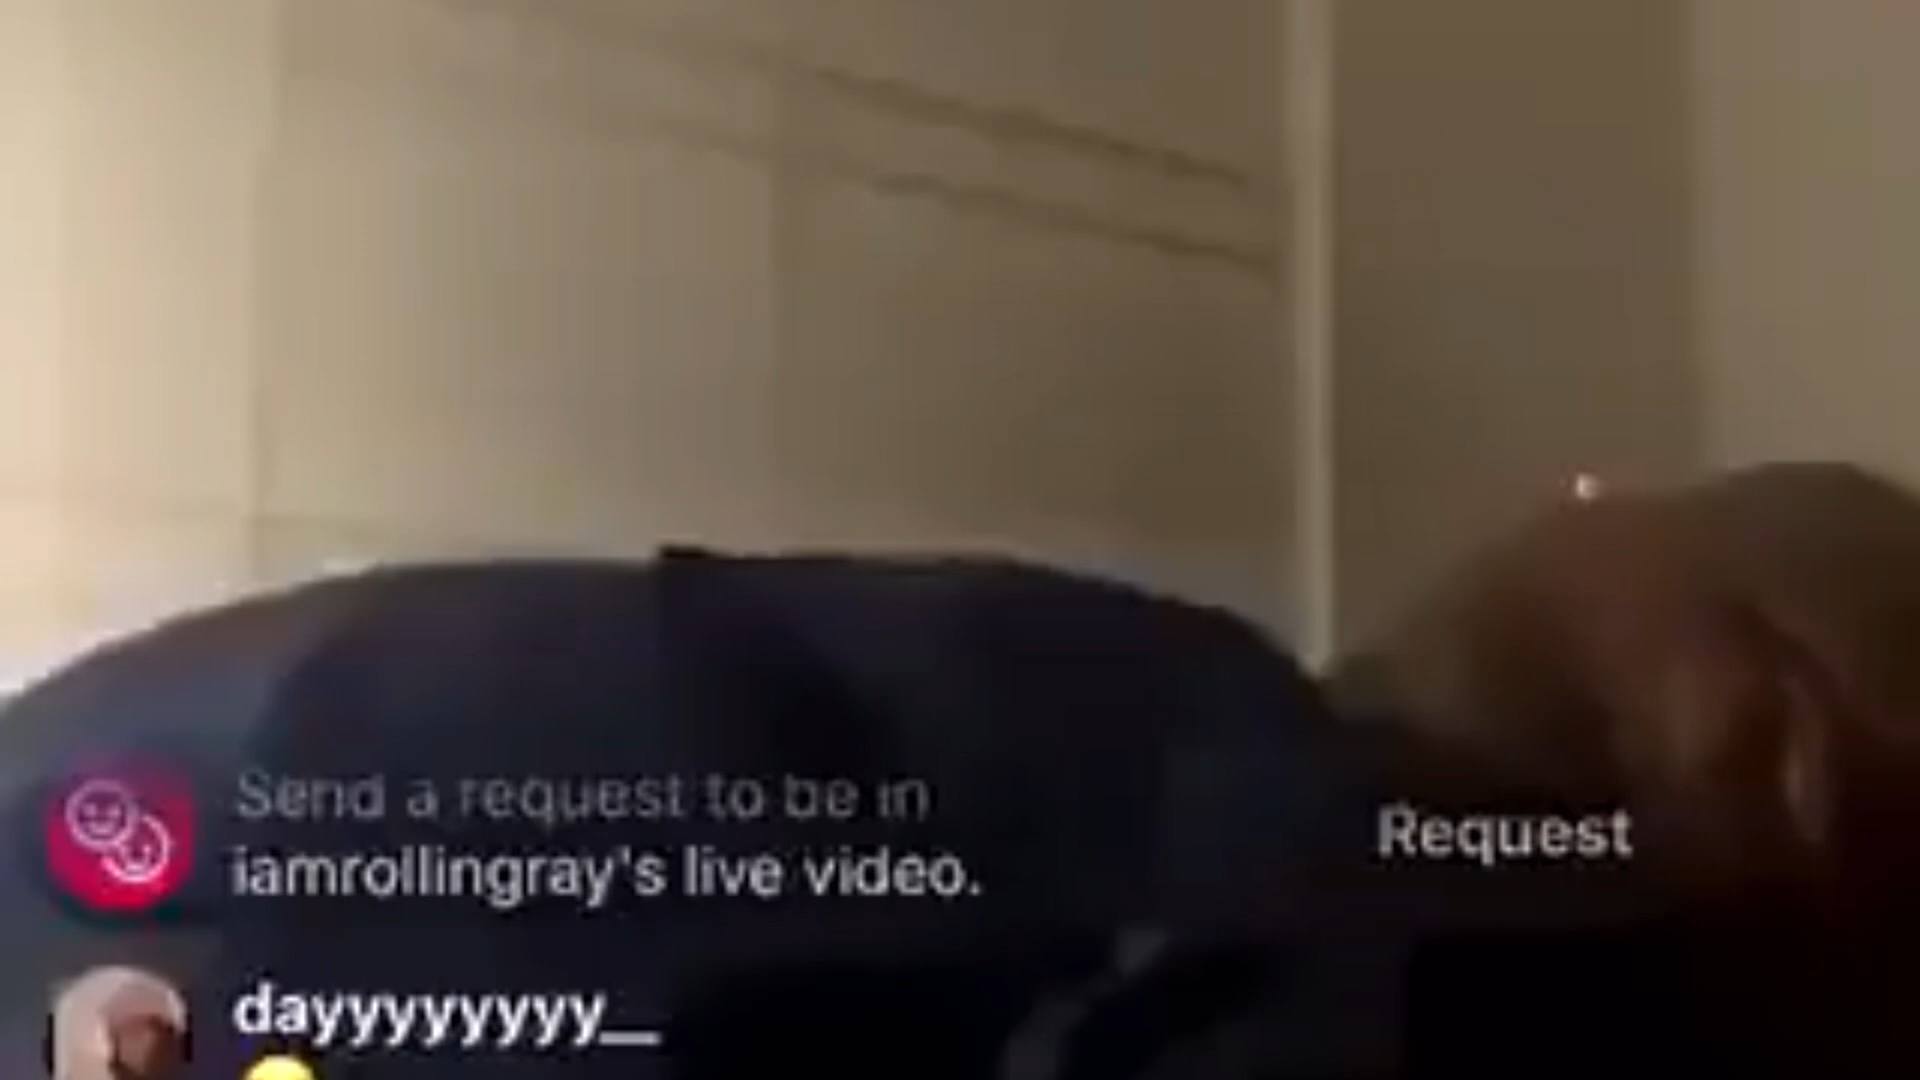 Send a request to be in
iamrollingray's live video.
Request
dayyyyyyyy__